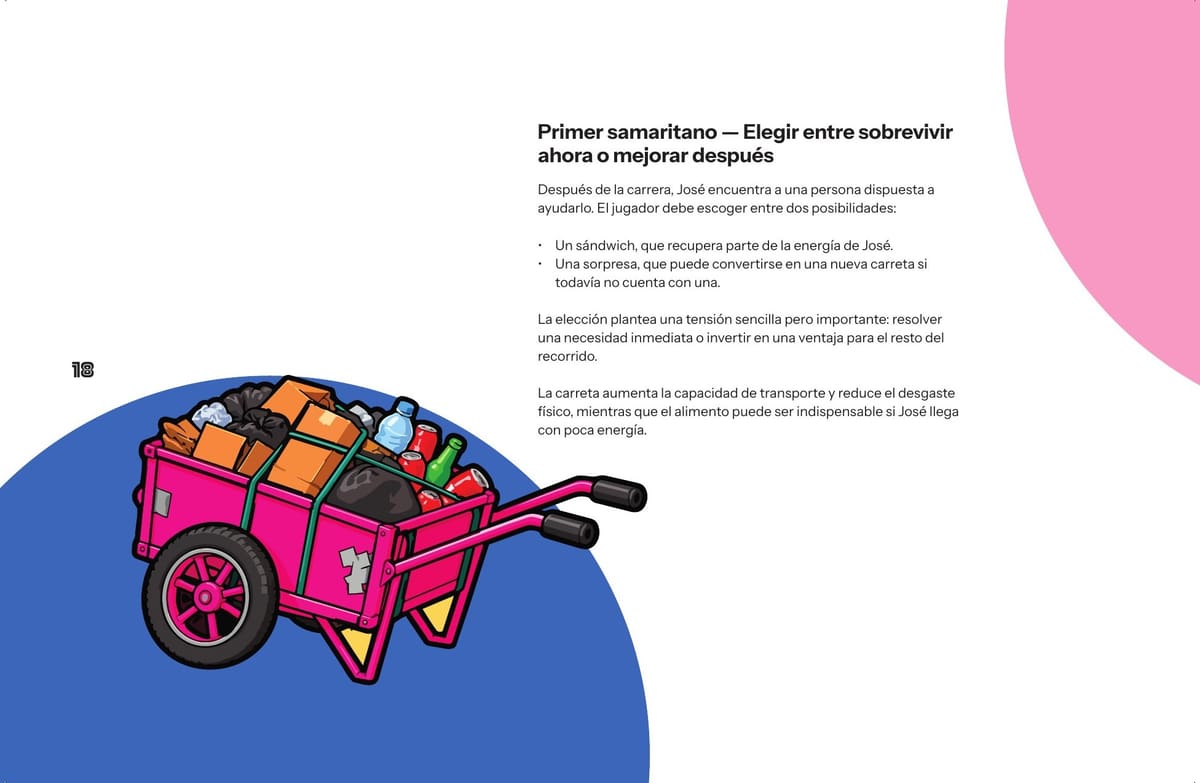 Primer samaritano — Elegir entre sobrevivir
ahora o mejorar después
Después de la carrera, José encuentra a una persona dispuesta a
ayudarlo. El jugador debe escoger entre dos posibilidades:
• Un sándwich, que recupera parte de la energía de José.
• Una sorpresa, que puede convertirse en una nueva carreta si
todavía no cuenta con una.
La elección plantea una tensión sencilla pero importante: resolver
una necesidad inmediata o invertir en una ventaja para el resto del
recorrido.
La carreta aumenta la capacidad de transporte y reduce el desgaste
físico, mientras que el alimento puede ser indispensable si José llega
con poca energía.
18